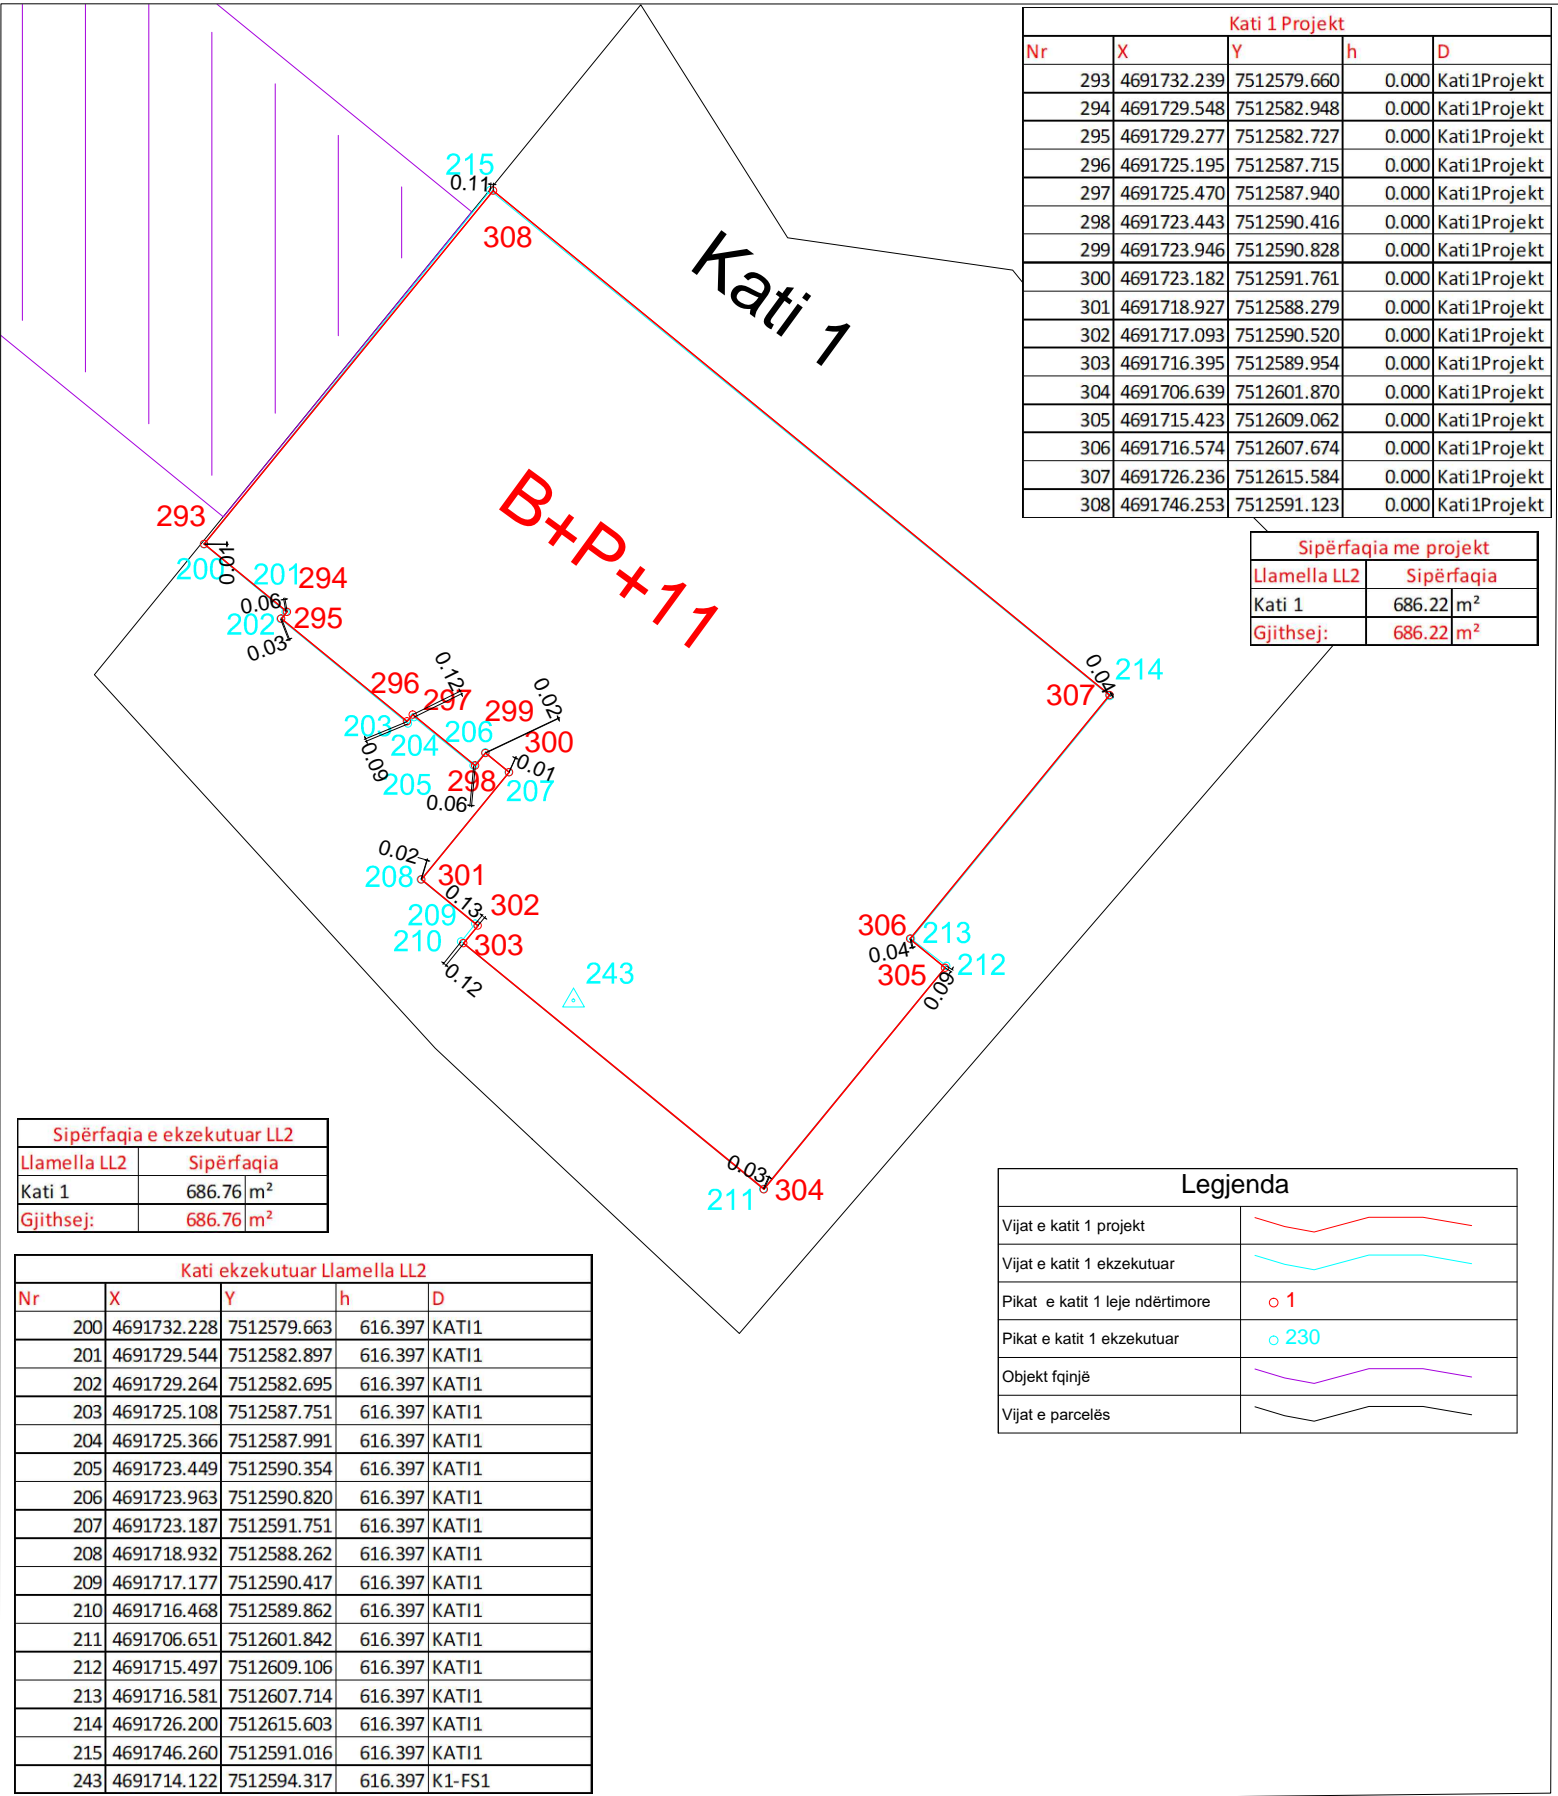 Kati 1 Projekt
Nr X Y h D
293 4691732.239 7512579.660 0.000 Kati1Projekt
294 4691729.548 7512582.948 0.000 Kati1Projekt
295 4691729.277 7512582.727 0.000 Kati1Projekt
296 4691725.195 7512587.715 0.000 Kati1Projekt
297 4691725.470 7512587.940 0.000 Kati1Projekt
298 4691723.443 7512590.416 0.000 Kati1Projekt
299 4691723.946 7512590.828 0.000 Kati1Projekt
300 4691723.182 7512591.761 0.000 Kati1Projekt
301 4691718.927 7512588.279 0.000 Kati1Projekt
302 4691717.093 7512590.520 0.000 Kati1Projekt
303 4691716.395 7512589.954 0.000 Kati1Projekt
304 4691706.639 7512601.870 0.000 Kati1Projekt
305 4691715.423 7512609.062 0.000 Kati1Projekt
306 4691716.574 7512607.674 0.000 Kati1Projekt
307 4691726.236 7512615.584 0.000 Kati1Projekt
308 4691746.253 7512591.123 0.000 Kati1Projekt
Sipërfaqia me projekt
Llamella LL2 Sipërfaqia
Kati 1 686.22 m²
Gjithsej: 686.22 m²
215
0.11
308
Kati 1
B+P+11
293
200
0.01
201
294
0.06
202
295
0.03
296
0.12
297
203
204
0.09
0.02
299
206
300
298
205
0.01
207
0.06
0.02
208
301
0.13
302
209
210
303
0.12
243
0.04
214
307
306
213
0.04
305
212
0.09
0.03
211
304
Sipërfaqia e ekzekutuar LL2
Llamella LL2 Sipërfaqia
Kati 1 686.76 m²
Gjithsej: 686.76 m²
Kati ekzekutuar Llamella LL2
Nr X Y h D
200 4691732.228 7512579.663 616.397 KATI1
201 4691729.544 7512582.897 616.397 KATI1
202 4691729.264 7512582.695 616.397 KATI1
203 4691725.108 7512587.751 616.397 KATI1
204 4691725.366 7512587.991 616.397 KATI1
205 4691723.449 7512590.354 616.397 KATI1
206 4691723.963 7512590.820 616.397 KATI1
207 4691723.187 7512591.751 616.397 KATI1
208 4691718.932 7512588.262 616.397 KATI1
209 4691717.177 7512590.417 616.397 KATI1
210 4691716.468 7512589.862 616.397 KATI1
211 4691706.651 7512601.842 616.397 KATI1
212 4691715.497 7512609.106 616.397 KATI1
213 4691716.581 7512607.714 616.397 KATI1
214 4691726.200 7512615.603 616.397 KATI1
215 4691746.260 7512591.016 616.397 KATI1
243 4691714.122 7512594.317 616.397 K1-FS1
Legjenda
Vijat e katit 1 projekt
Vijat e katit 1 ekzekutuar
Pikat e katit 1 leje ndërtimore 1
Pikat e katit 1 ekzekutuar 230
Objekt fqinjë
Vijat e parcelës